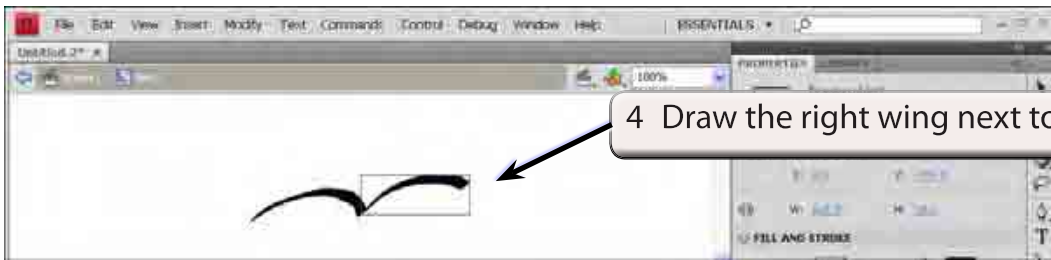 File Edit View Insert Modify Text Commands Control Debug Window Help ESSENTIALS
Untitled-2*
100%
PROPERTIES
4 Draw the right wing next to
X: Y:
W: H:
FILL AND STROKE